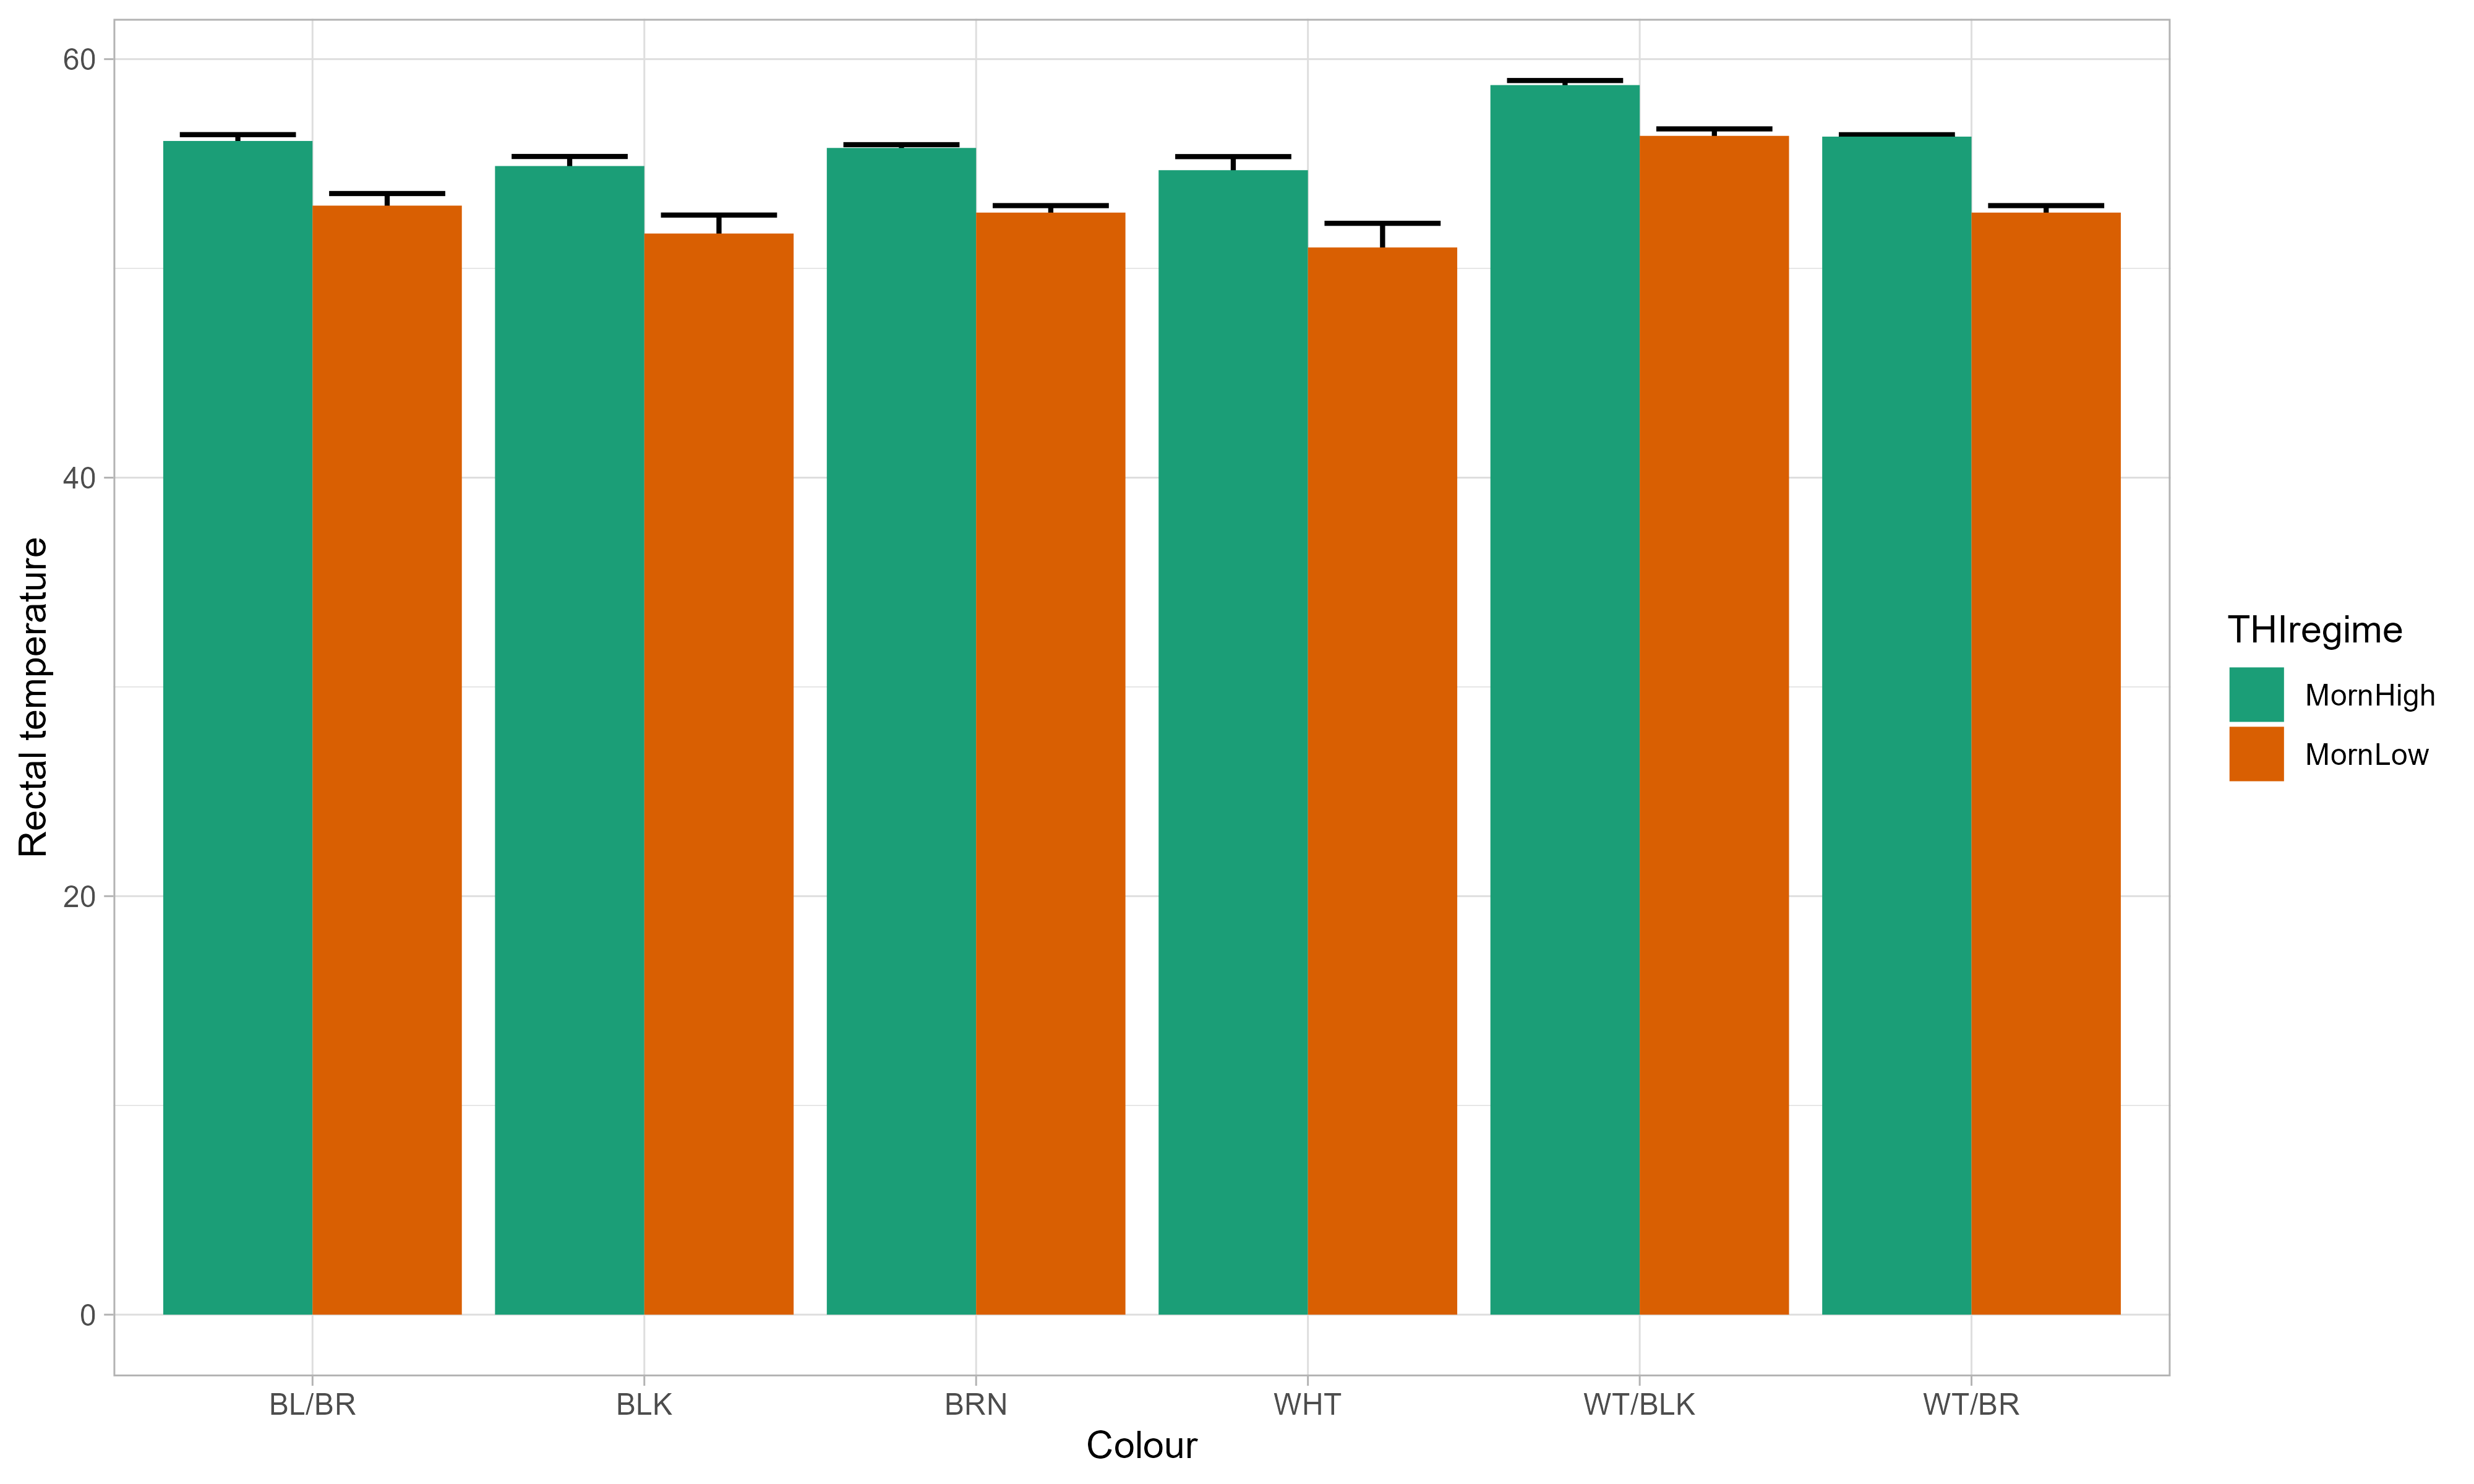 60
40
20
0
Rectal temperature
BL/BR BLK BRN WHT WT/BLK WT/BR
Colour
THIregime
MornHigh
MornLow